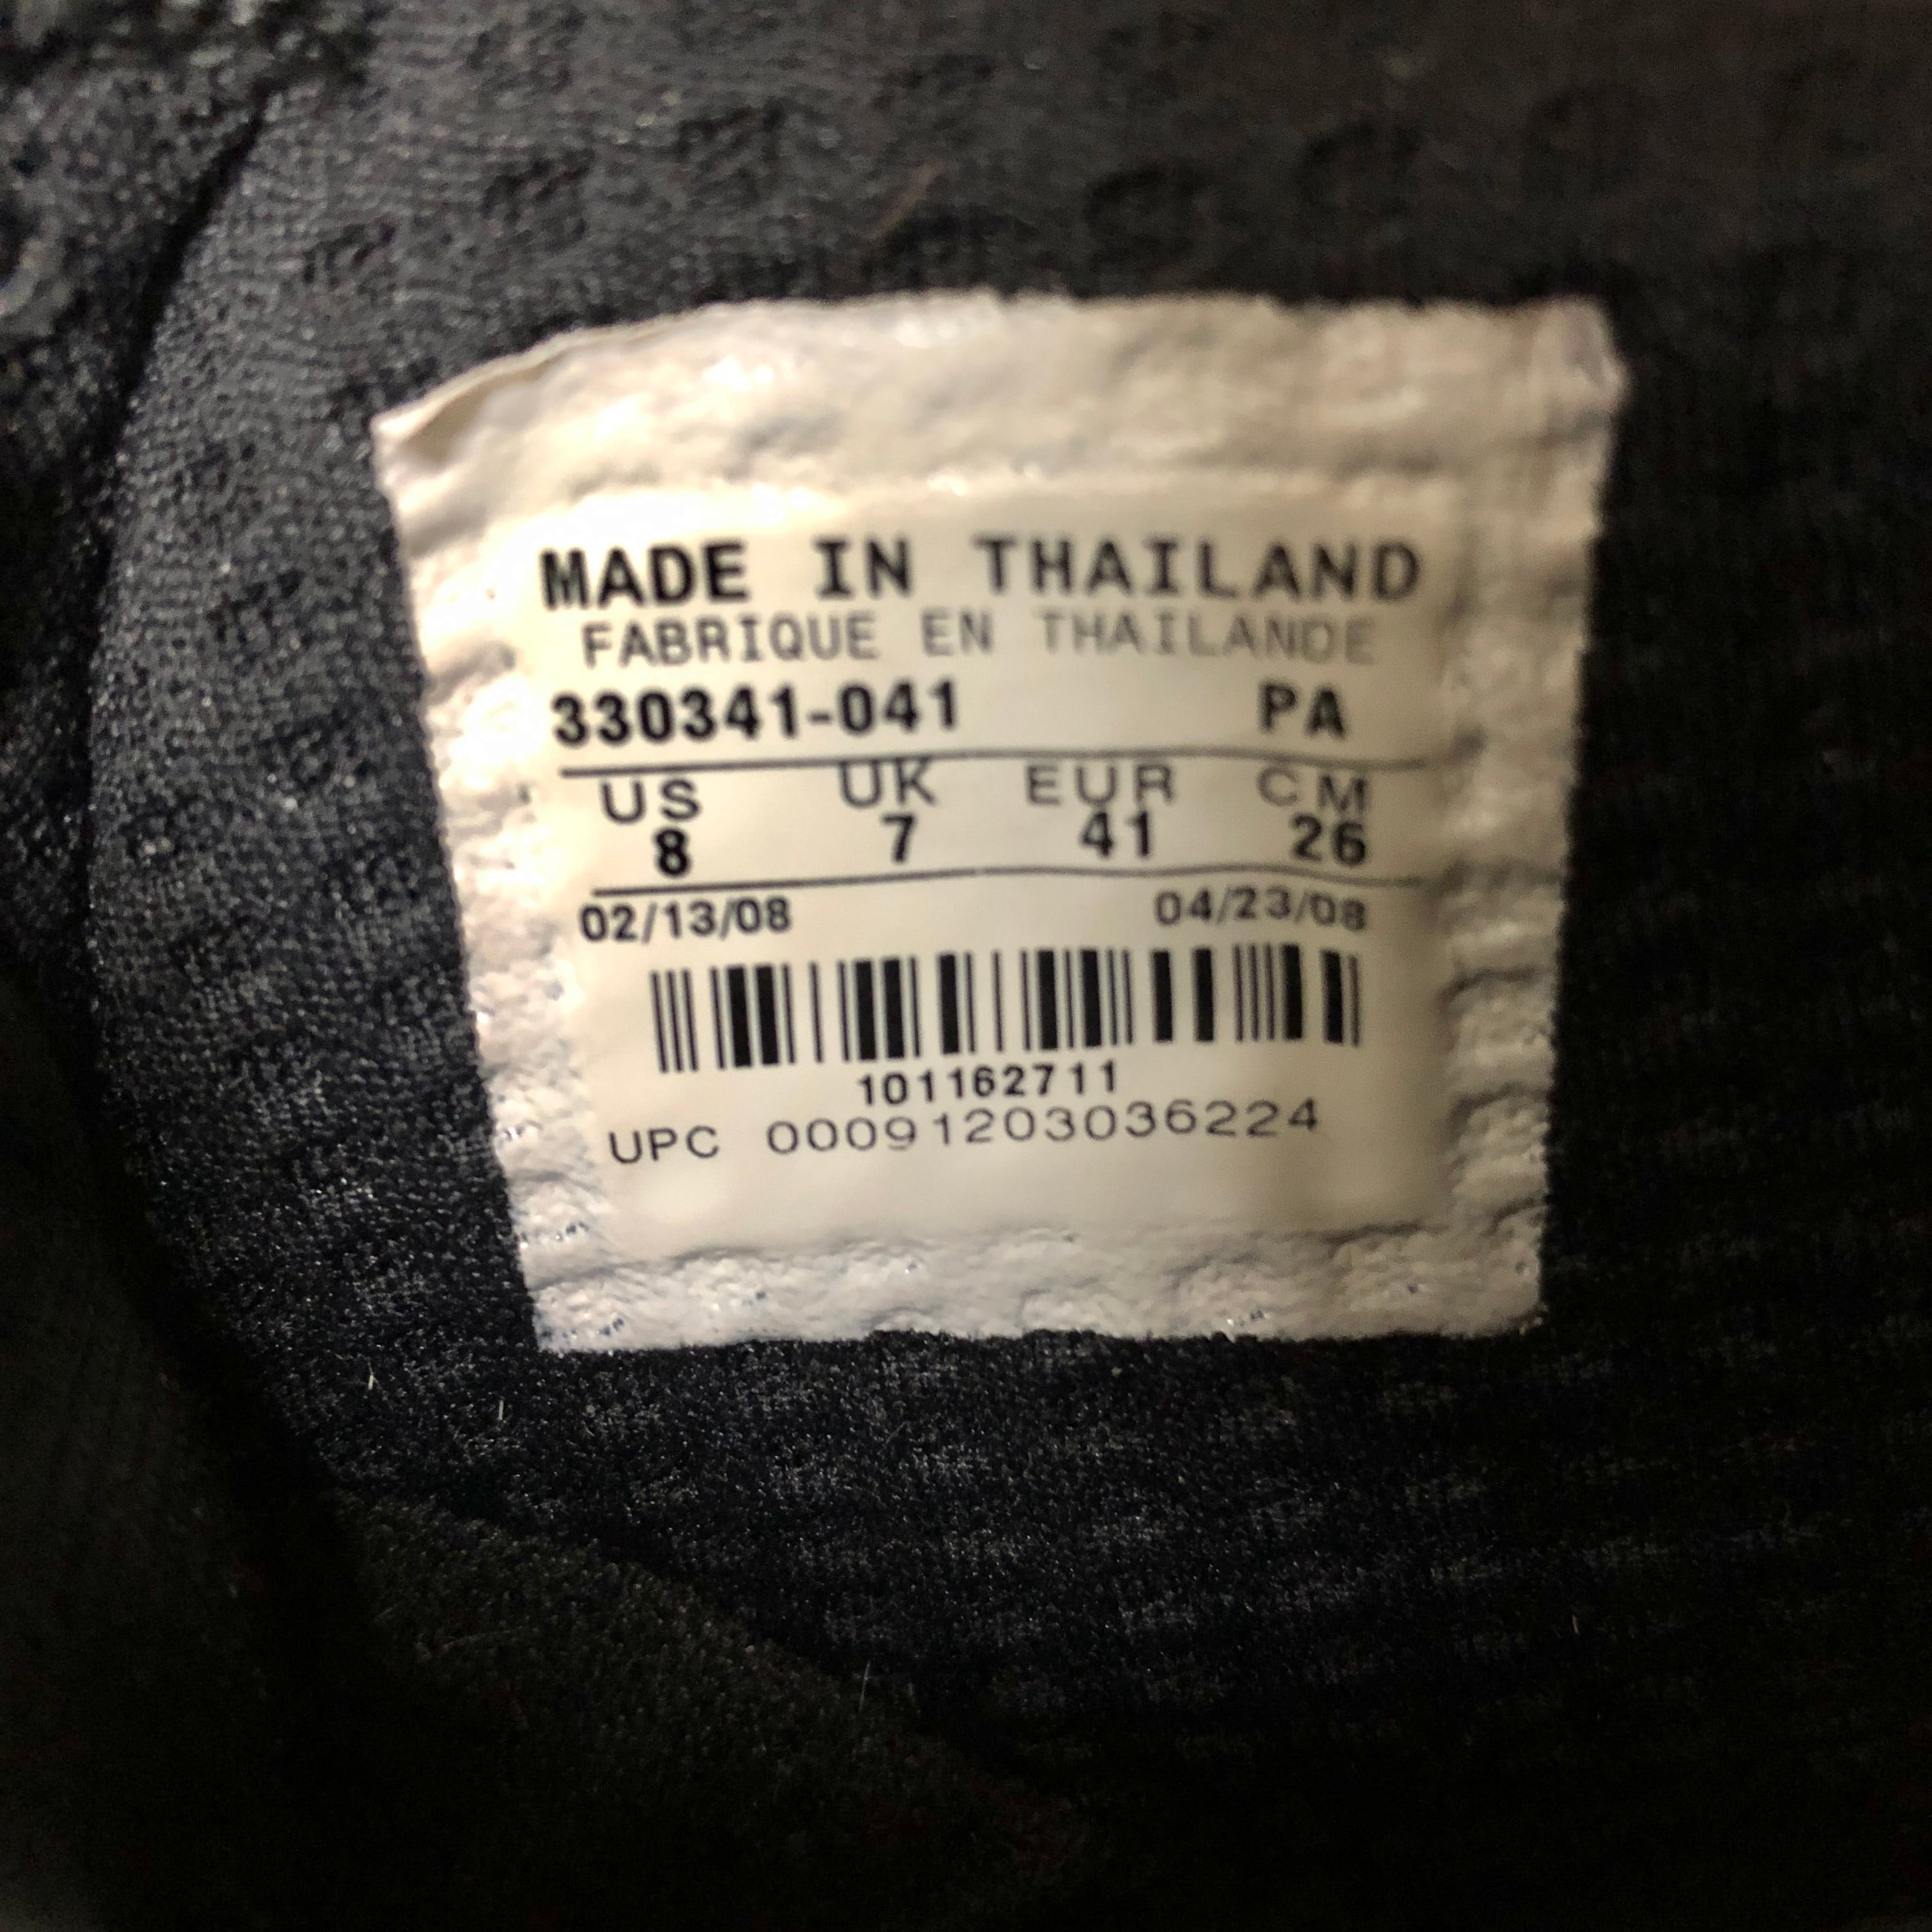 MADE IN THAILAND
FABRIQUE EN THAILANDE
330341-041 PA
US UK EUR CM
8 7 41 26
02/13/08 04/23/08
101162711
UPC 00091203036224